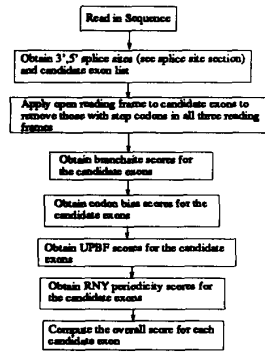 Read in Sequence
Obtain 3',5' splice sites (see splice site section)
and candidate exon list
Apply open reading frame to candidate exons to
remove those with stop codons in all three reading
frames
Obtain branchsite scores for
the candidate exons
Obtain codon bias scores for the
candidate exons
Obtain UPBF scores for the candidate
exons
Obtain RNY periodicity scores for
the candidate exons
Compute the overall score for each
candidate exon